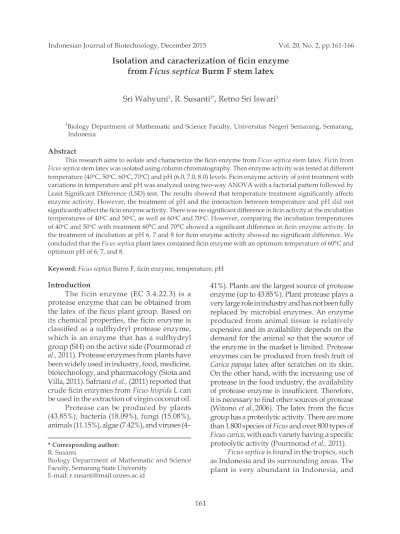 Indonesian Journal of Biotechnology, December 2015
Vol. 20, No. 2, pp.161-166
Isolation and caracterization of ficin enzyme
from Ficus septica Burm F stem latex
Sri Wahyuni¹, R. Susanti¹*, Retno Sri Iswari¹
¹Biology Department of Mathematic and Science Faculty, Universitas Negeri Semarang, Semarang,
Indonesia
Abstract
This research aims to isolate and characterize the ficin enzyme from Ficus septica stem latex. Ficin from
Ficus septica stem latex was isolated using column chromatography. Then enzyme activity was tested at different
temperature (40°C, 50°C, 60°C, 70°C) and pH (6.0, 7.0, 8.0) levels. Ficin enzyme activity of joint treatment with
variations in temperature and pH was analyzed using two-way ANOVA with a factorial pattern followed by
Least Significant Difference (LSD) test. The results showed that temperature treatment significantly affects
enzyme activity. However, the treatment of pH and the interaction between temperature and pH did not
significantly affect the ficin enzyme activity. There was no significant difference in ficin activity at the incubation
temperatures of 40°C and 50°C, as well as 60°C and 70°C. However, comparing the incubation temperatures
of 40°C and 50°C with treatment 60°C and 70°C showed a significant difference in ficin enzyme activity. In
the treatment of incubation at pH 6, 7 and 8 for ficin enzyme activity showed no significant difference. We
concluded that the Ficus septica plant latex contained ficin enzyme with an optimum temperature of 60°C and
optimum pH of 6, 7, and 8.
Keyword: Ficus septica Burm F, ficin enzyme, temperature, pH
Introduction
The ficin enzyme (EC 3.4.22.3) is a
protease enzyme that can be obtained from
the latex of the ficus plant group. Based on
its chemical properties, the ficin enzyme is
classified as a sulfhydryl protease enzyme,
which is an enzyme that has a sulfhydryl
group (SH) on the active side (Pourmorad et
al., 2011). Protease enzymes from plants have
been widely used in industry, food, medicine,
biotechnology, and pharmacology (Siota and
Villa, 2011). Safriani et al., (2011) reported that
crude ficin enzymes from Ficus hispida L can
be used in the extraction of virgin coconut oil.
Protease can be produced by plants
(43.85%), bacteria (18.09%), fungi (15.08%),
animals (11.15%), algae (7.42%), and viruses (4–
* Corresponding author:
R. Susanti
Biology Department of Mathematic and Science
Faculty, Semarang State University
E-mail: r.susanti@mail.unnes.ac.id
41%). Plants are the largest source of protease
enzyme (up to 43.85%). Plant protease plays a
very large role in industry and has not been fully
replaced by microbial enzymes. An enzyme
produced from animal tissue is relatively
expensive and its availability depends on the
demand for the animal so that the source of
the enzyme in the market is limited. Protease
enzymes can be produced from fresh fruit of
Carica papaya latex after scratches on its skin.
On the other hand, with the increasing use of
protease in the food industry, the availability
of protease enzyme is insufficient. Therefore,
it is necessary to find other sources of protease
(Witono et al.,2006). The latex from the ficus
group has a proteolytic activity. There are more
than 1.800 species of Ficus and over 800 types of
Ficus carica, with each variety having a specific
proteolytic activity (Pourmorad et al., 2011).
Ficus septica is found in the tropics, such
as Indonesia and its surrounding areas. The
plant is very abundant in Indonesia, and
161